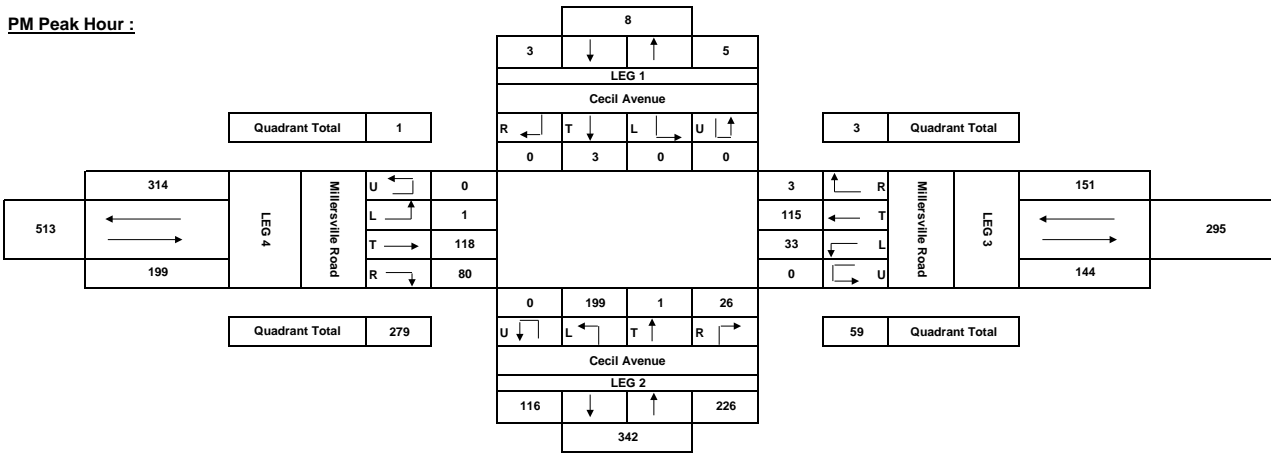 PM Peak Hour :
8
3 5
LEG 1
Cecil Avenue
Quadrant Total 1
R T L U
3 Quadrant Total
0 3 0 0
314
LEG 4
Millersville Road
U 0
3 R
Millersville Road
LEG 3
151
513
L 1
115 T
295
T 118
33 L
199
R 80
0 U
144
0 199 1 26
Quadrant Total 279
U L T R
59 Quadrant Total
Cecil Avenue
LEG 2
116 226
342